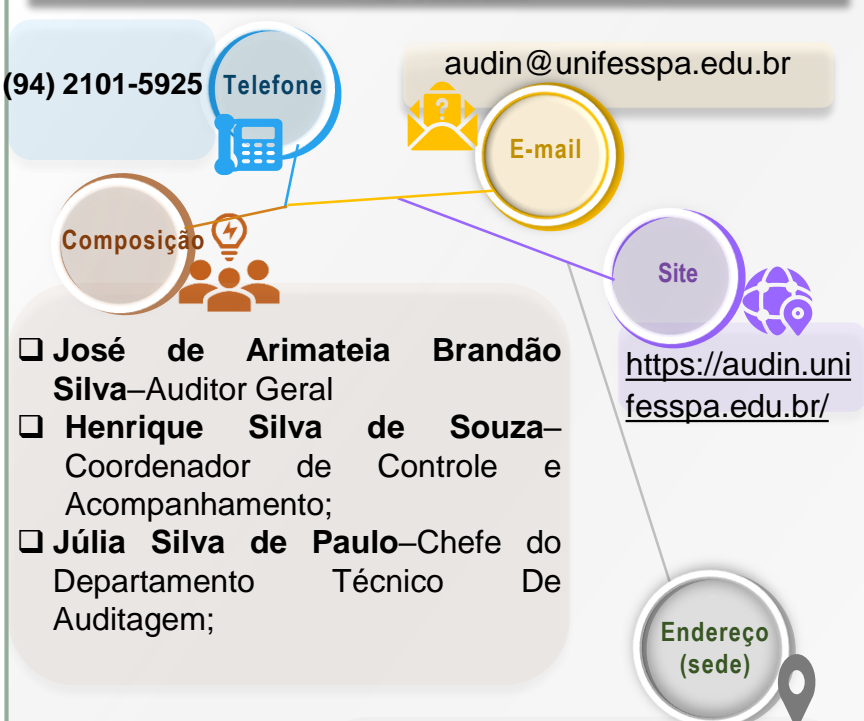 (94) 2101-5925
Telefone
audin@unifesspa.edu.br
E-mail
Composição
Site
https://audin.uni
fesspa.edu.br/
❑ José de Arimateia Brandão
Silva–Auditor Geral
❑ Henrique Silva de Souza–
Coordenador de Controle e
Acompanhamento;
❑ Júlia Silva de Paulo–Chefe do
Departamento Técnico De
Auditagem;
Endereço
(sede)